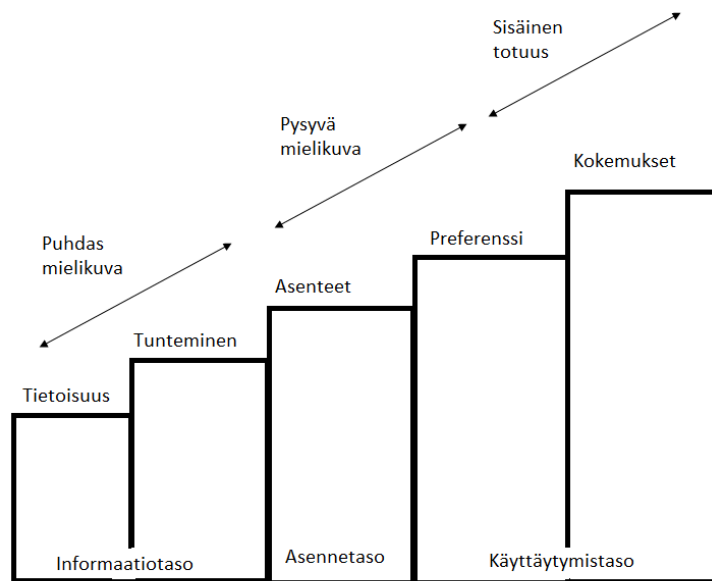 Sisäinen
totuus
Pysyvä
mielikuva
Kokemukset
Puhdas
mielikuva
Preferenssi
Asenteet
Tunteminen
Tietoisuus
Informaatiotaso
Asennetaso
Käyttäytymistaso